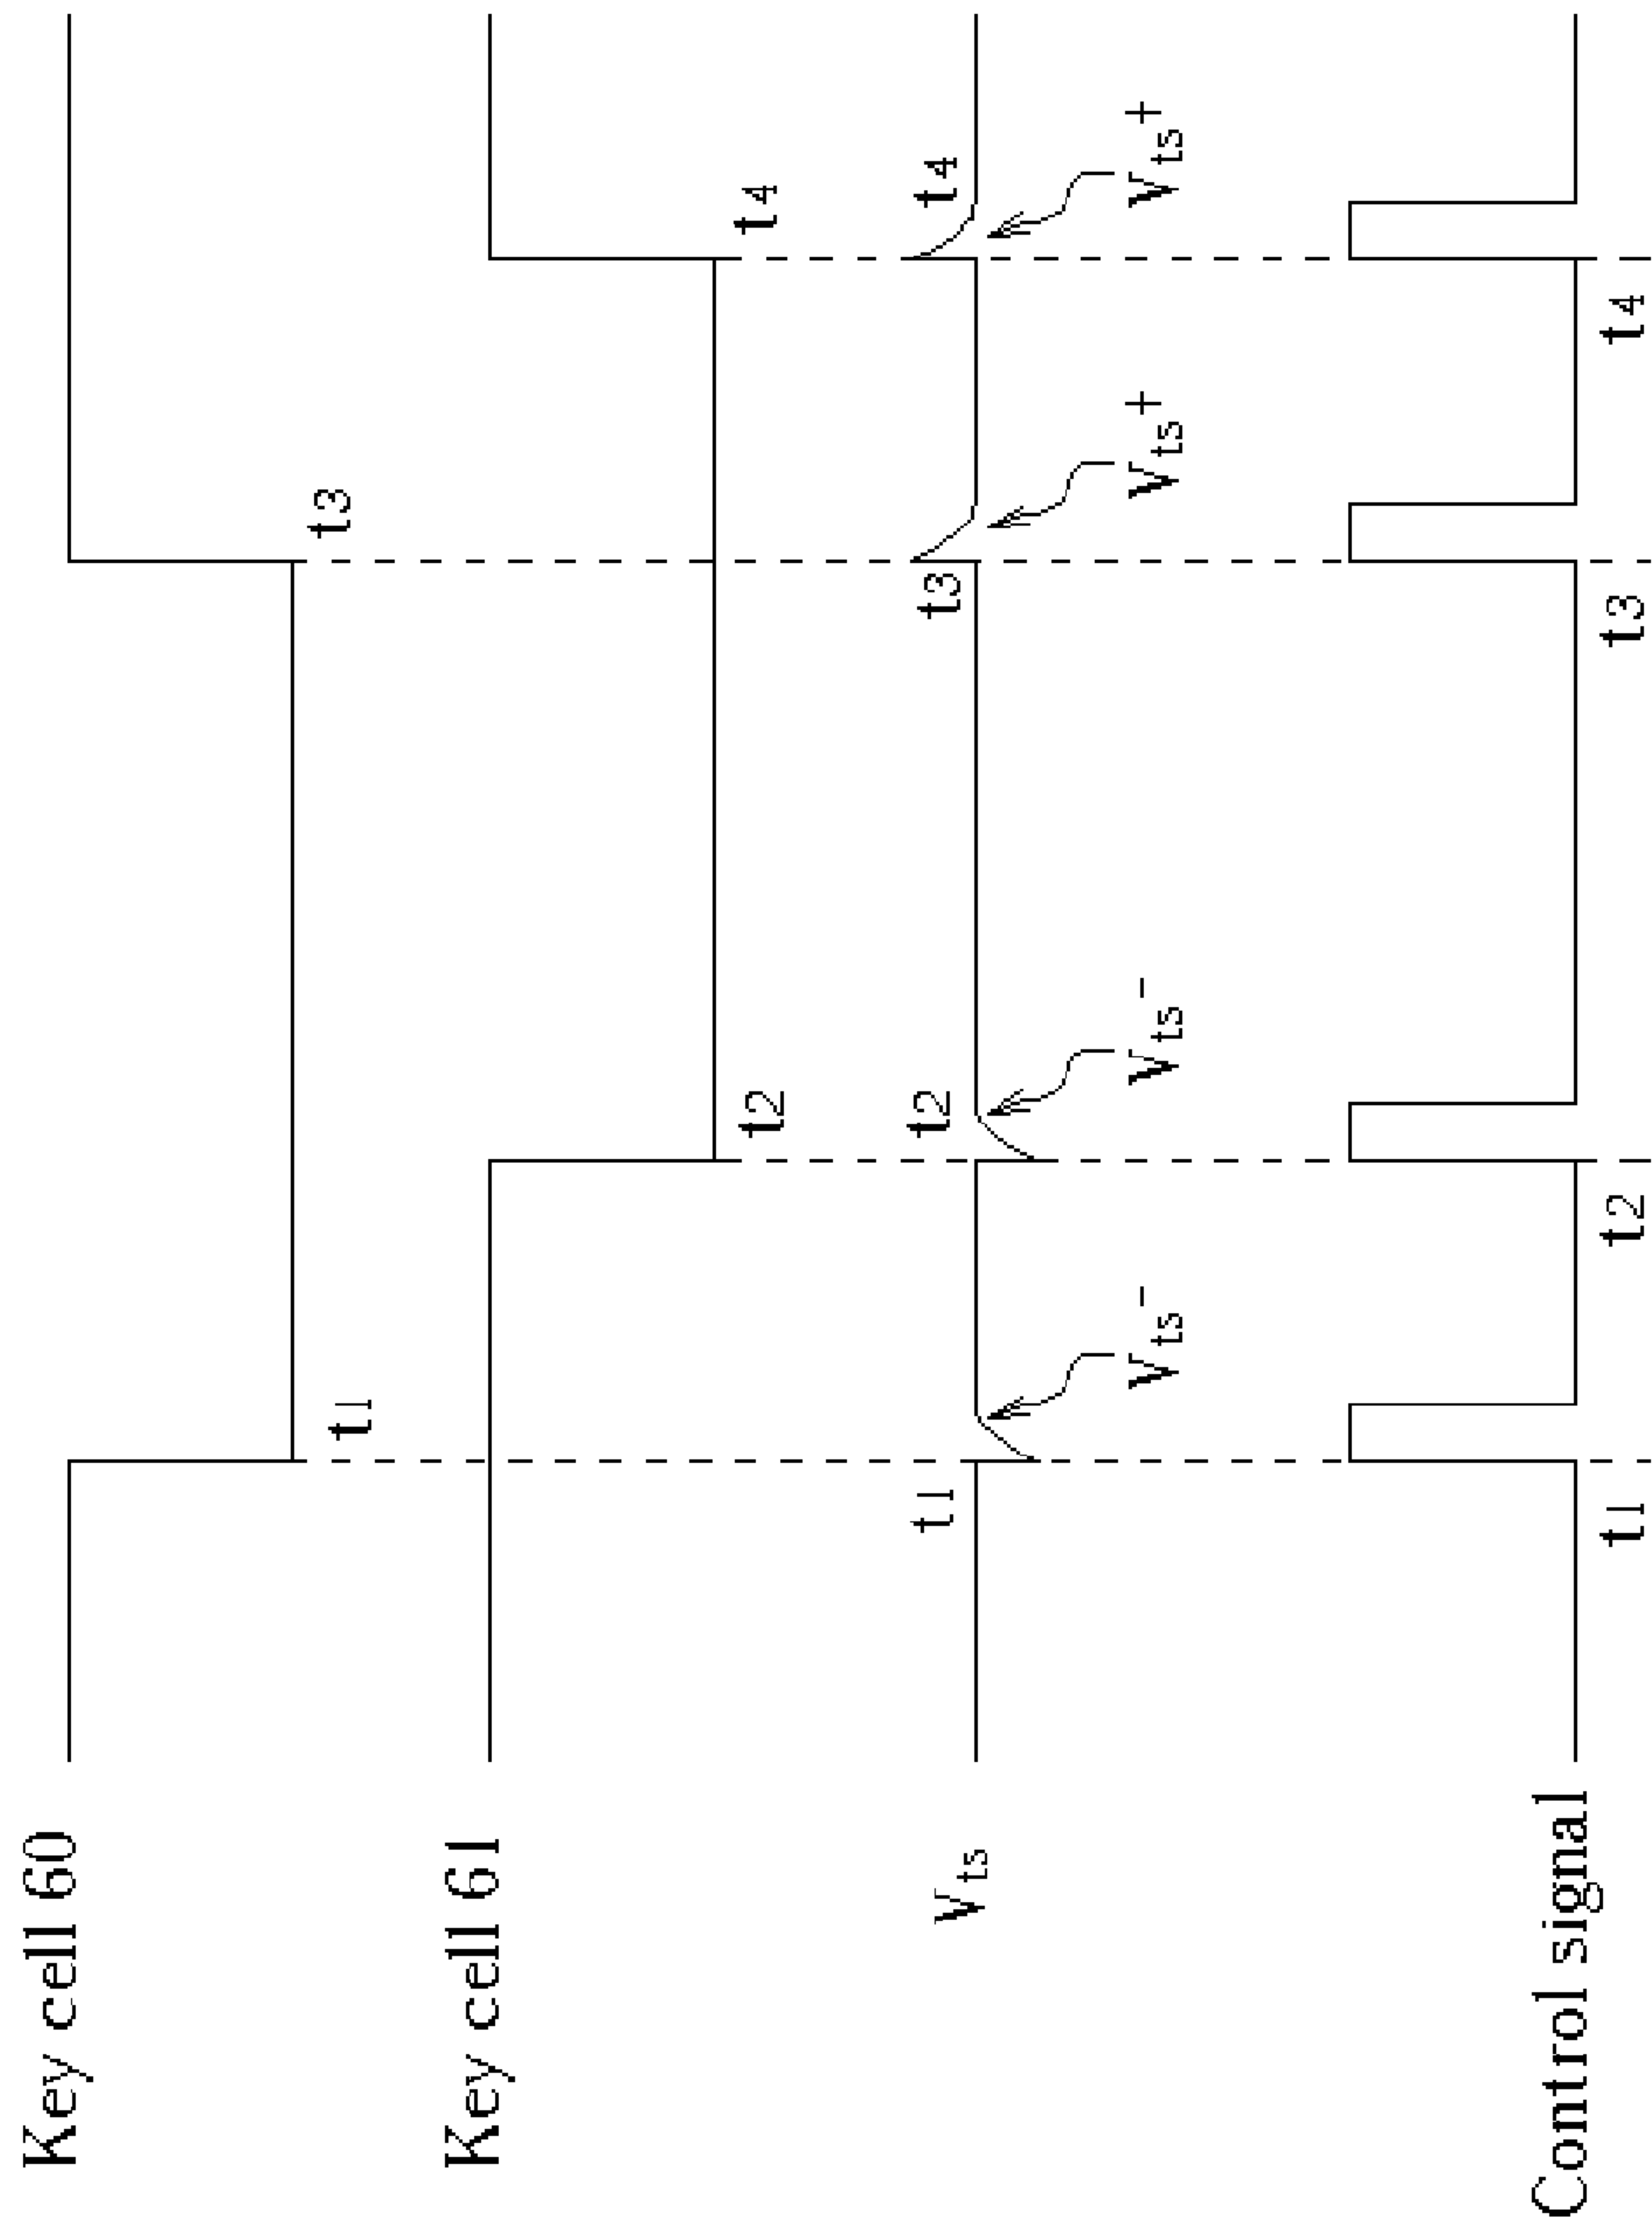 Key cell 60
t1
t3
Key cell 61
t2
t4
Vts
t1
t2
t3
t4
Vts-
Vts-
Vts+
Vts+
Control signal
t1
t2
t3
t4